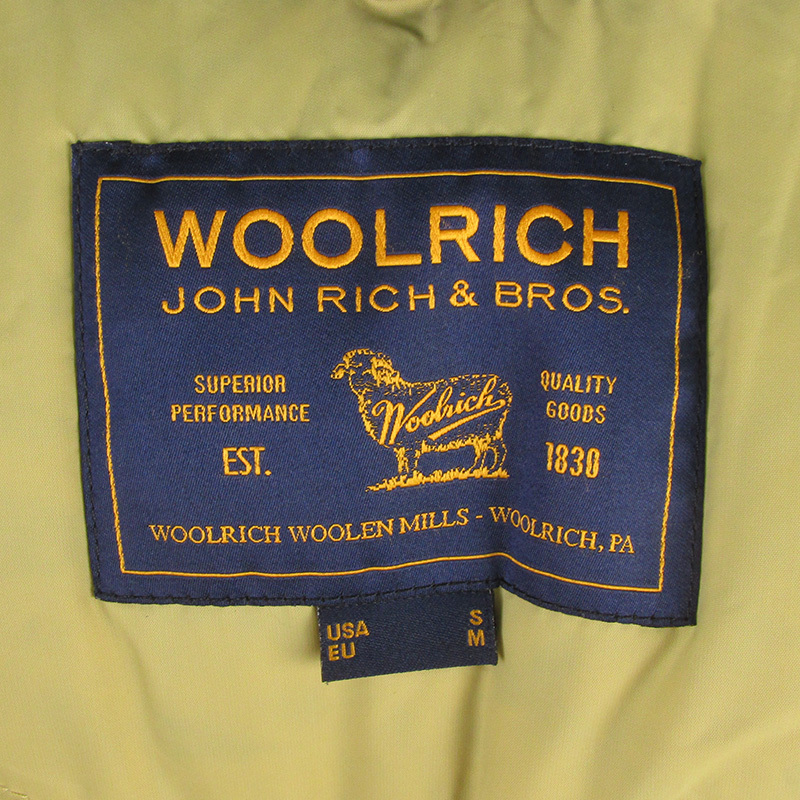 WOOLRICH
JOHN RICH & BROS.
SUPERIOR
PERFORMANCE
EST.
Woolrich
QUALITY
GOODS
1830
WOOLRICH WOOLEN MILLS - WOOLRICH, PA
USA S
EU M